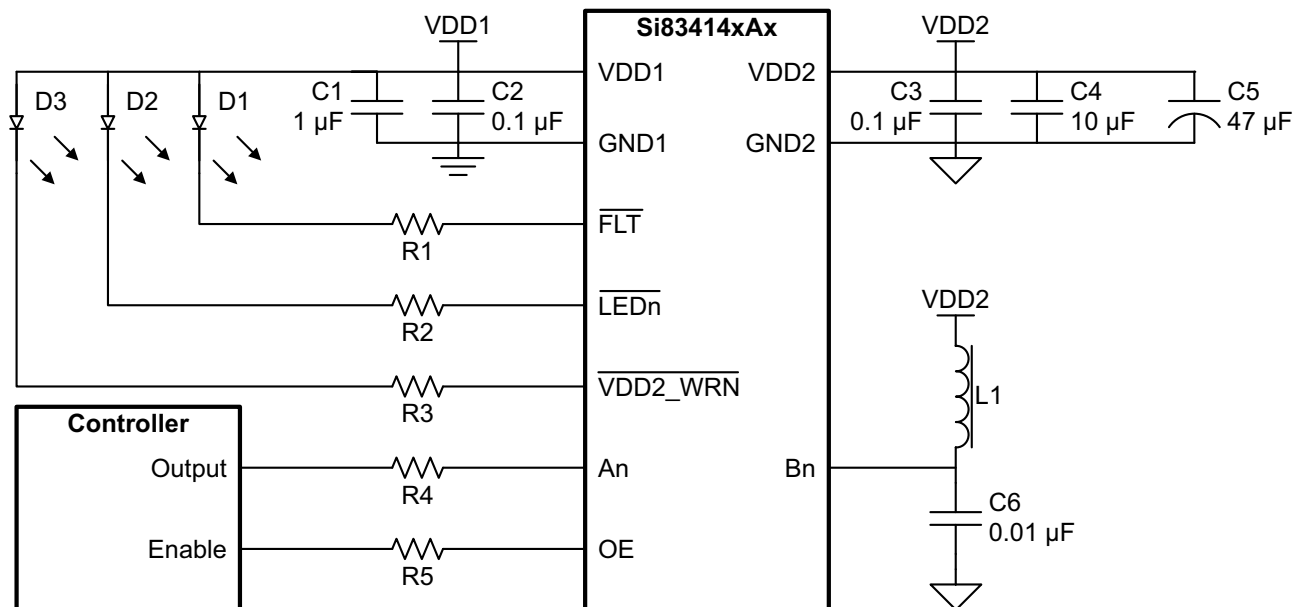 VDD1
Si83414xAx
VDD2
VDD1
VDD2
D3
D2
D1
C1
1 µF
C2
0.1 µF
C3
0.1 µF
C4
10 µF
C5
47 µF
GND1
GND2
FLT
R1
LEDn
R2
VDD2
VDD2_WRN
R3
L1
Controller
Output
R4
An
Bn
C6
0.01 µF
Enable
R5
OE